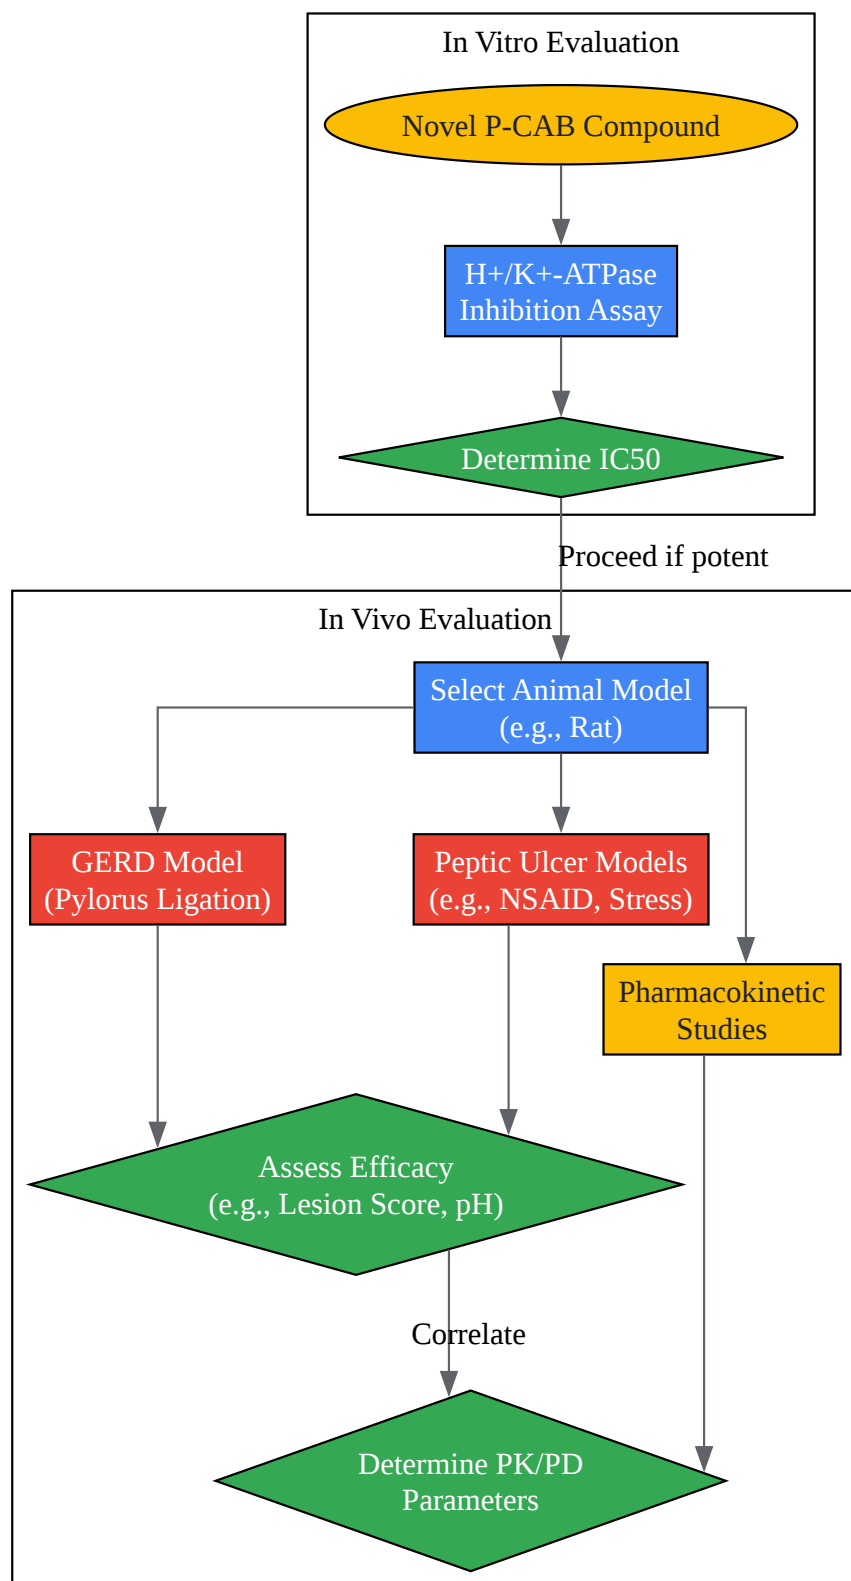 In Vitro Evaluation
Novel P-CAB Compound
H+/K+-ATPase
Inhibition Assay
Determine IC50
Proceed if potent
In Vivo Evaluation
Select Animal Model
(e.g., Rat)
GERD Model
(Pylorus Ligation)
Peptic Ulcer Models
(e.g., NSAID, Stress)
Pharmacokinetic
Studies
Assess Efficacy
(e.g., Lesion Score, pH)
Correlate
Determine PK/PD
Parameters